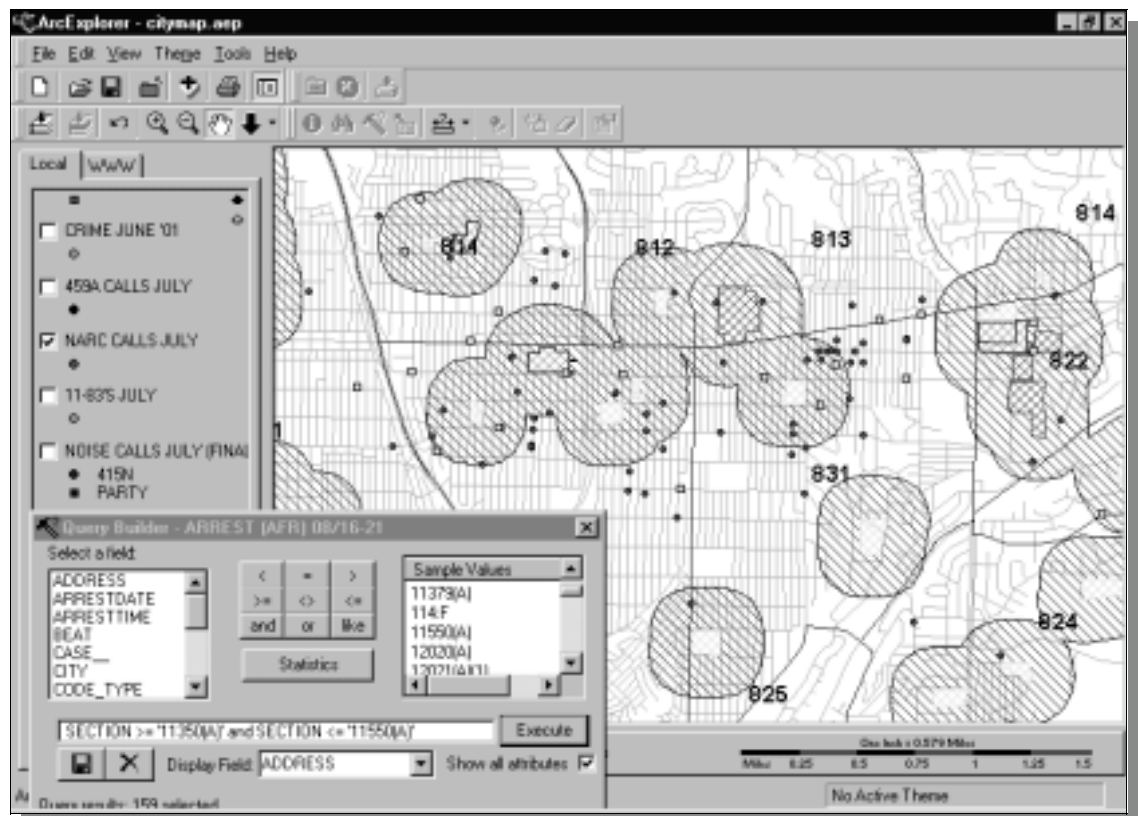 ArcExplorer - citymap.aep
File Edit View Theme Tools Help
Local WWW
CRIME JUNE '01
459A CALLS JULY
NARC CALLS JULY
11-83'S JULY
NOISE CALLS JULY (FINAL
415N
PARTY
814
811
812
813
822
831
824
825
Query Builder - ARREST (AFR) 08/16-21
Select a field:
ADDRESS
ARRESTDATE
ARRESTTIME
BEAT
CASE__
CITY
CODE_TYPE
< = >
>= <> <=
and or like
Statistics
Sample Values
11379(A)
114:F
11550(A)
12020(A)
12021(A)(1)
SECTION >= '11350(A)' and SECTION <= '11550(A)'
Execute
Display Field: ADDRESS
Show all attributes
Query results: 159 selected
One Inch = 0.579 Miles
Miles 0.25 0.5 0.75 1 1.25 1.5
No Active Theme